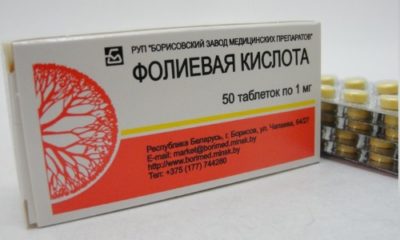 РУП "БОРИСОВСКИЙ ЗАВОД МЕДИЦИНСКИХ ПРЕПАРАТОВ"
ФОЛИЕВАЯ КИСЛОТА
50 таблеток по 1 мг
Республика Беларусь, г. Борисов, ул. Чапаева, 64/27
E-mail: market@borimed.minsk.by
http://www.borimed.minsk.by
Тел: +375 (177) 744280